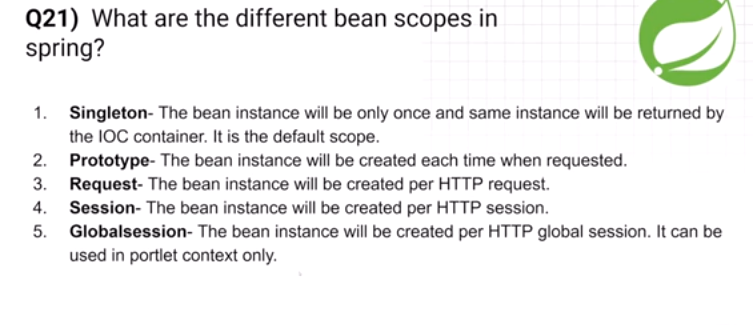 Q21) What are the different bean scopes in
spring?
1. Singleton- The bean instance will be only once and same instance will be returned by
the IOC container. It is the default scope.
2. Prototype- The bean instance will be created each time when requested.
3. Request- The bean instance will be created per HTTP request.
4. Session- The bean instance will be created per HTTP session.
5. Globalsession- The bean instance will be created per HTTP global session. It can be
used in portlet context only.